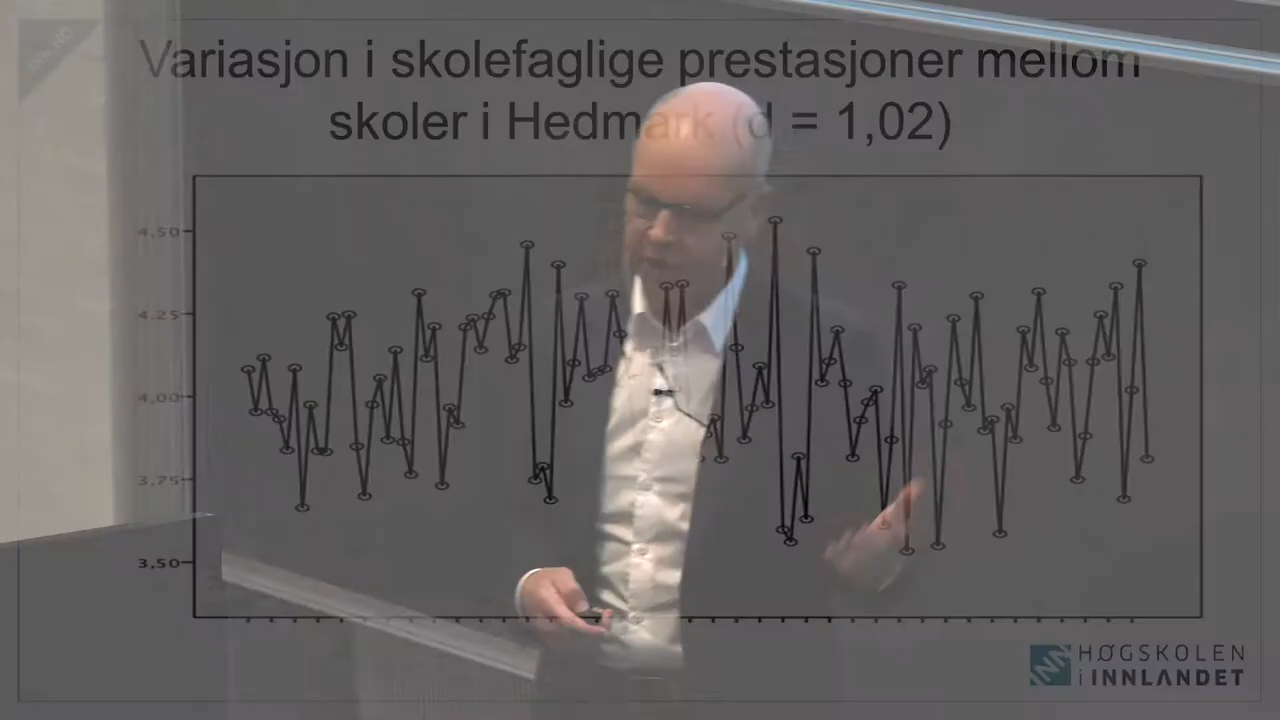 Variasjon i skolefaglige prestasjoner mellom
skoler i Hedmark (d = 1,02)
4,50
4,25
4,00
3,75
3,50
HØGSKOLEN
i INNLANDET